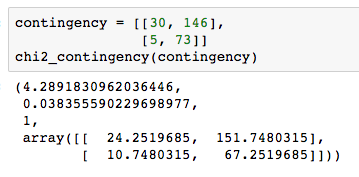 contingency = [[30, 146],
[5, 73]]
chi2_contingency(contingency)
(4.2891830962036446,
0.038355590229698977,
1,
array([[ 24.2519685, 151.7480315],
[ 10.7480315, 67.2519685]]))